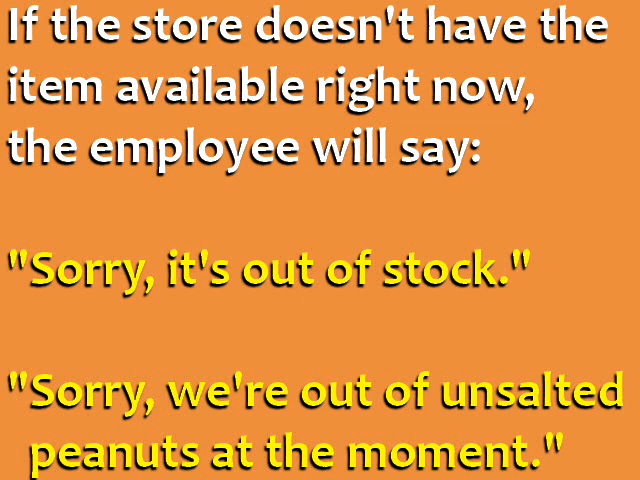 If the store doesn't have the
item available right now,
the employee will say:
"Sorry, it's out of stock."
"Sorry, we're out of unsalted
peanuts at the moment."